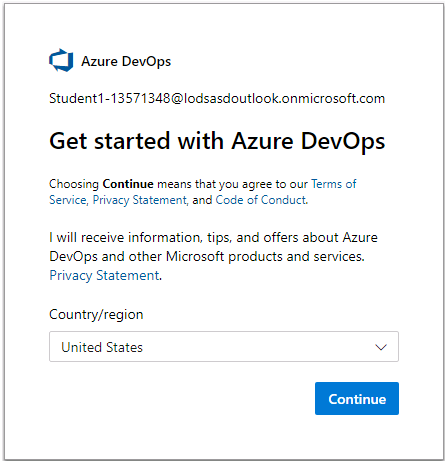 Azure DevOps
Student1-13571348@lodsasdoutlook.onmicrosoft.com
Get started with Azure DevOps
Choosing Continue means that you agree to our Terms of
Service, Privacy Statement, and Code of Conduct.
I will receive information, tips, and offers about Azure
DevOps and other Microsoft products and services.
Privacy Statement.
Country/region
United States
Continue